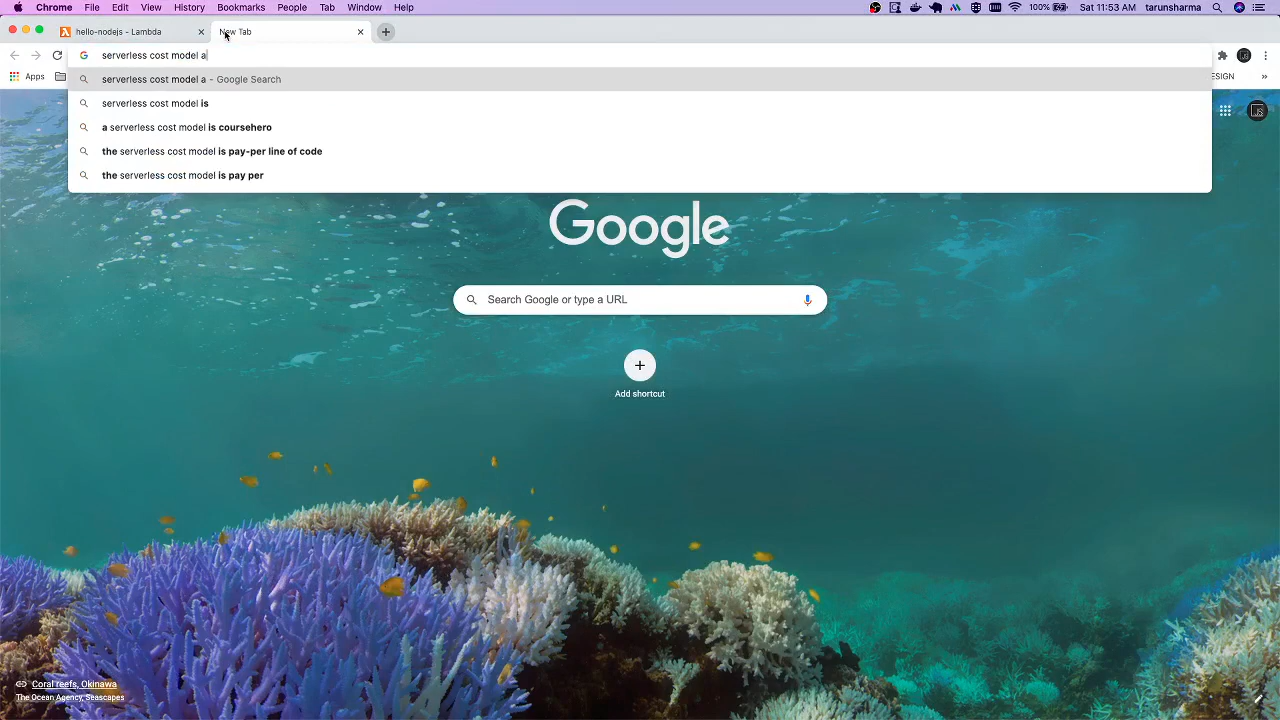 Chrome File Edit View History Bookmarks People Tab Window Help 100% Sat 11:53 AM tarunsharma
hello-nodejs - Lambda New Tab
serverless cost model a
Apps
ESIGN
serverless cost model a - Google Search
serverless cost model is
a serverless cost model is coursehero
the serverless cost model is pay-per line of code
the serverless cost model is pay per
Google
Search Google or type a URL
Add shortcut
Coral reefs, Okinawa
The Ocean Agency, Seascapes